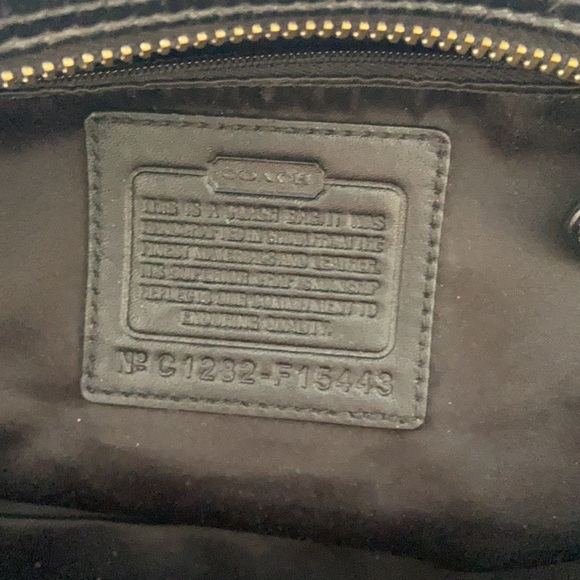 COACH
THIS IS A COACH BAG. IT WAS
HANDCRAFTED IN CHINA FROM THE
FINEST MATERIALS AND LEATHER.
ITS SUPERIOR CRAFTSMANSHIP
REFLECTS OUR COMMITMENT TO
ENDURING QUALITY.
Nº C1282-F15443